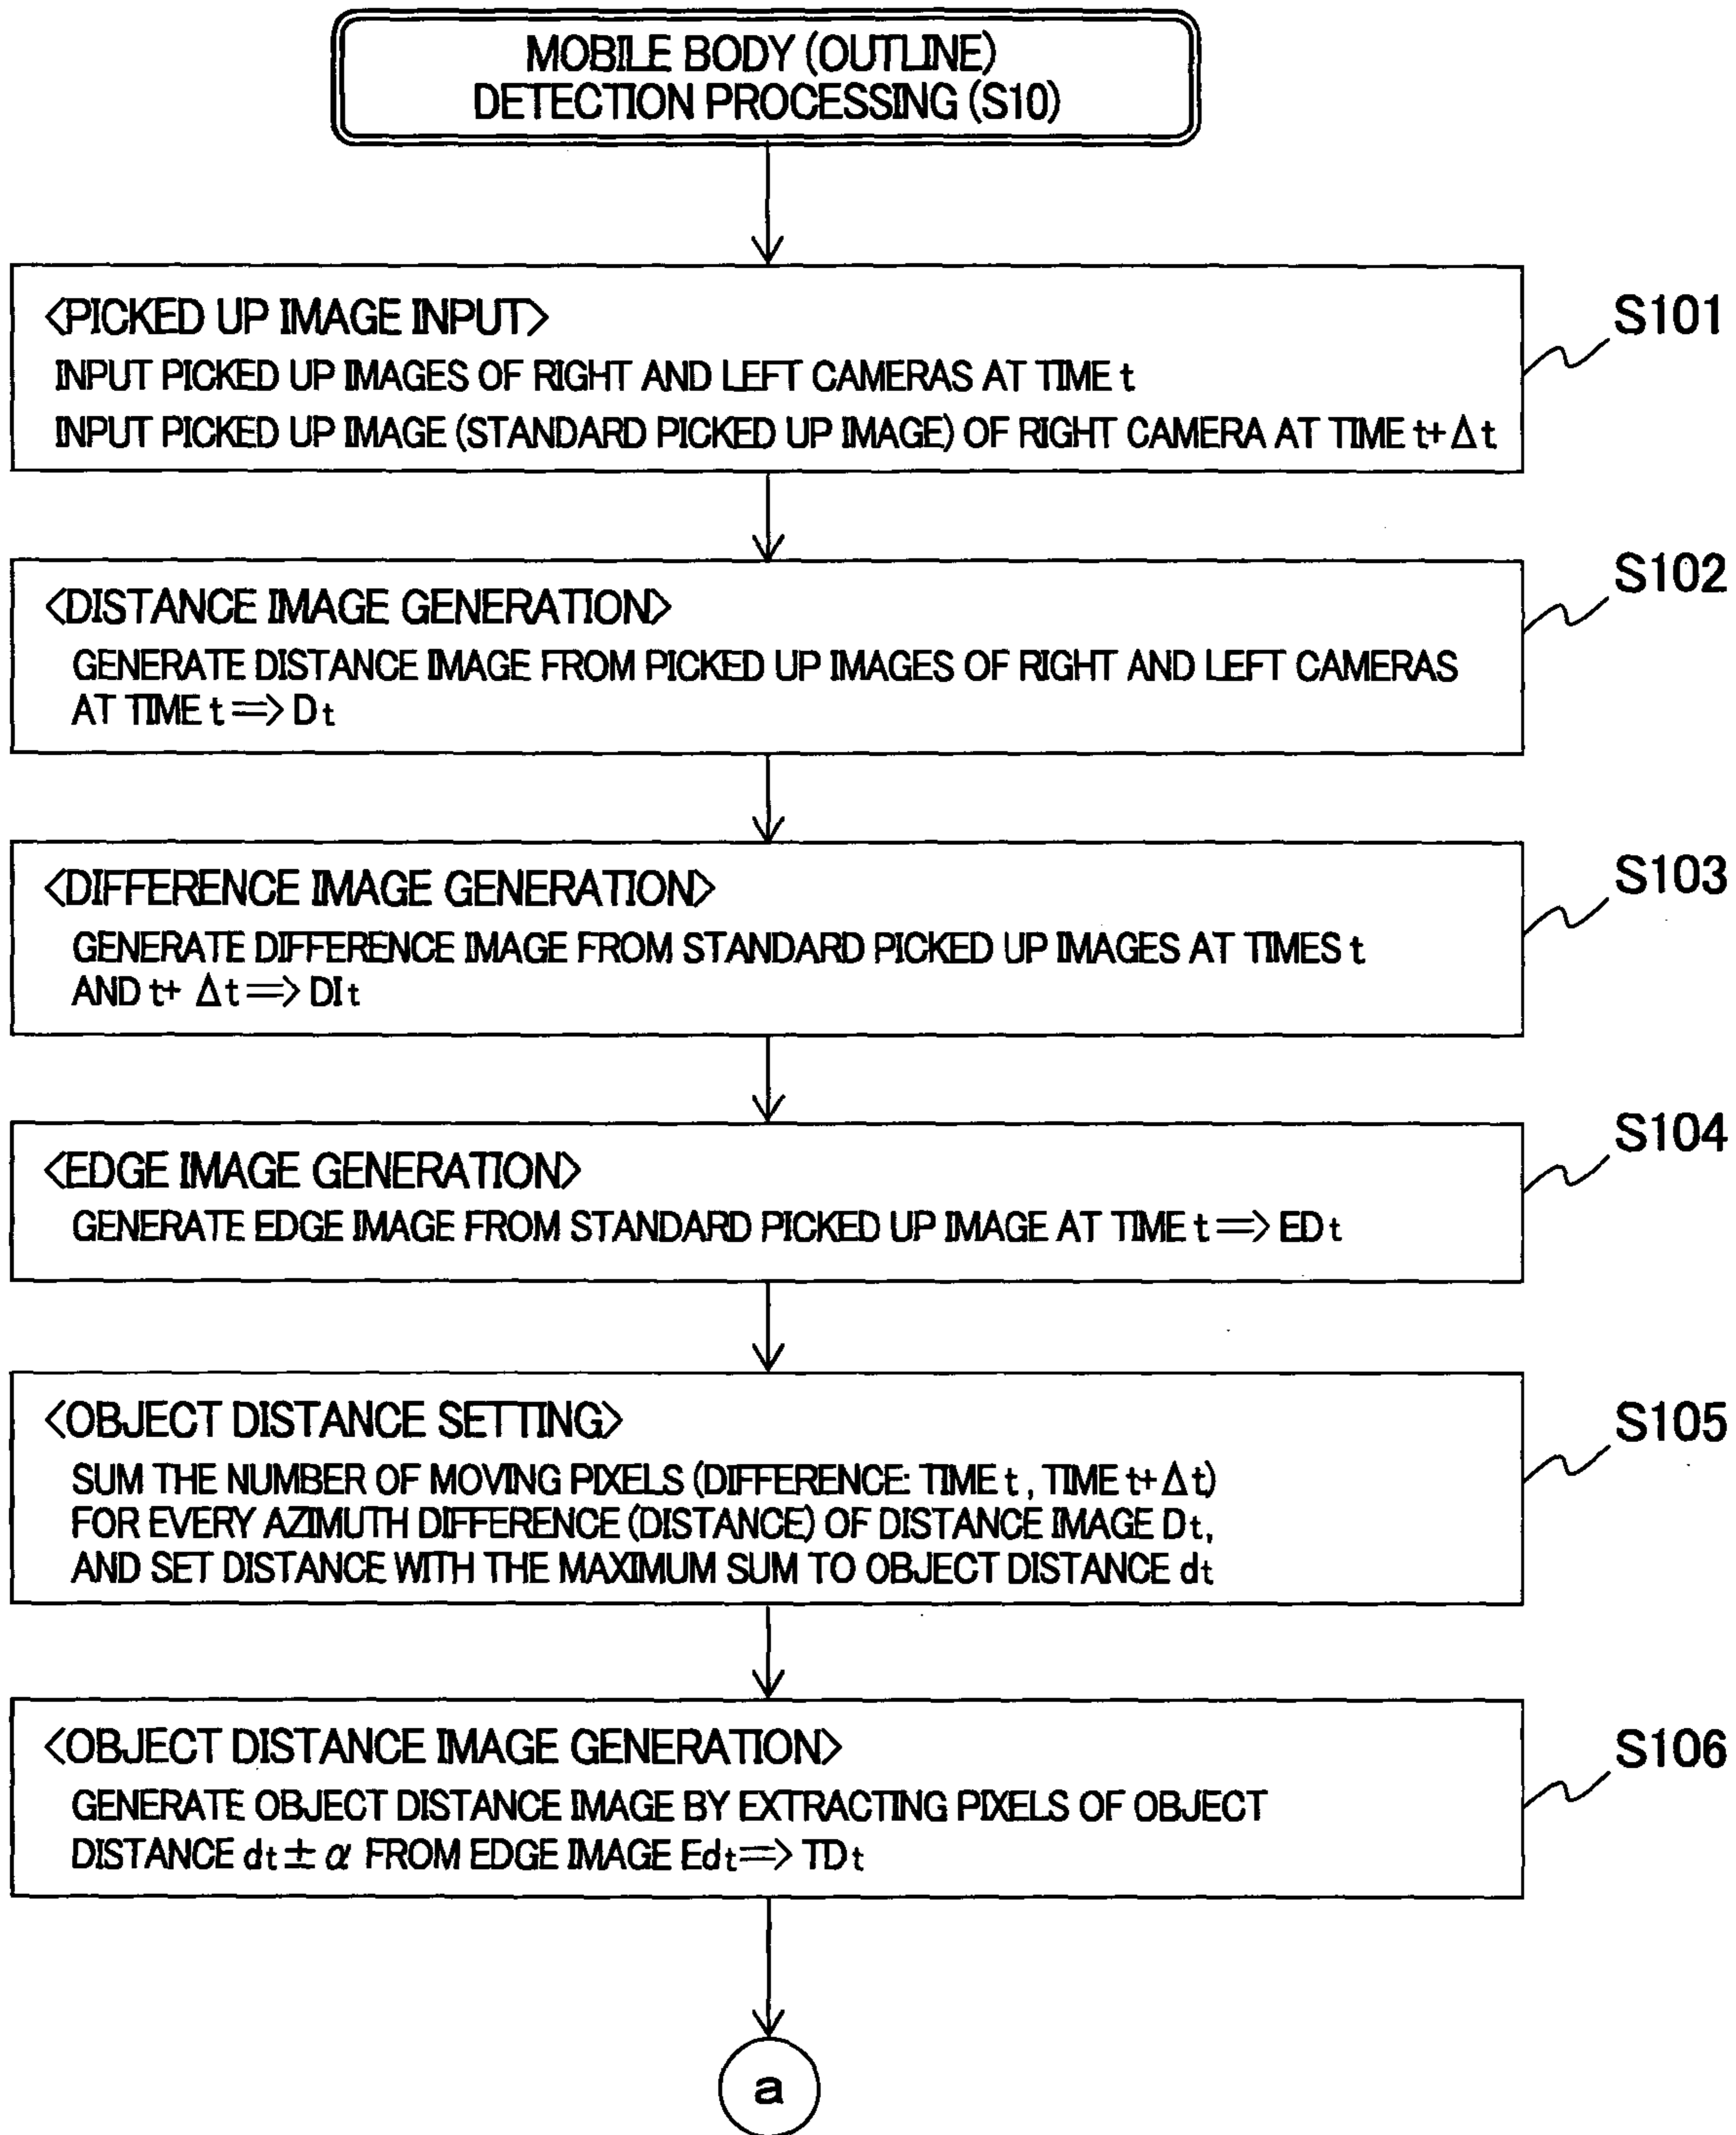 MOBILE BODY (OUTLINE)
DETECTION PROCESSING (S10)
<PICKED UP IMAGE INPUT>
S101
INPUT PICKED UP IMAGES OF RIGHT AND LEFT CAMERAS AT TIME t
INPUT PICKED UP IMAGE (STANDARD PICKED UP IMAGE) OF RIGHT CAMERA AT TIME t+Δt
<DISTANCE IMAGE GENERATION>
S102
GENERATE DISTANCE IMAGE FROM PICKED UP IMAGES OF RIGHT AND LEFT CAMERAS
AT TIME t ⇒ Dt
<DIFFERENCE IMAGE GENERATION>
S103
GENERATE DIFFERENCE IMAGE FROM STANDARD PICKED UP IMAGES AT TIMES t
AND t+ Δt ⇒ DIt
<EDGE IMAGE GENERATION>
S104
GENERATE EDGE IMAGE FROM STANDARD PICKED UP IMAGE AT TIME t ⇒ EDt
<OBJECT DISTANCE SETTING>
S105
SUM THE NUMBER OF MOVING PIXELS (DIFFERENCE: TIME t, TIME t+Δt)
FOR EVERY AZIMUTH DIFFERENCE (DISTANCE) OF DISTANCE IMAGE Dt,
AND SET DISTANCE WITH THE MAXIMUM SUM TO OBJECT DISTANCE dt
<OBJECT DISTANCE IMAGE GENERATION>
S106
GENERATE OBJECT DISTANCE IMAGE BY EXTRACTING PIXELS OF OBJECT
DISTANCE dt ± α FROM EDGE IMAGE Edt ⇒ TDt
a